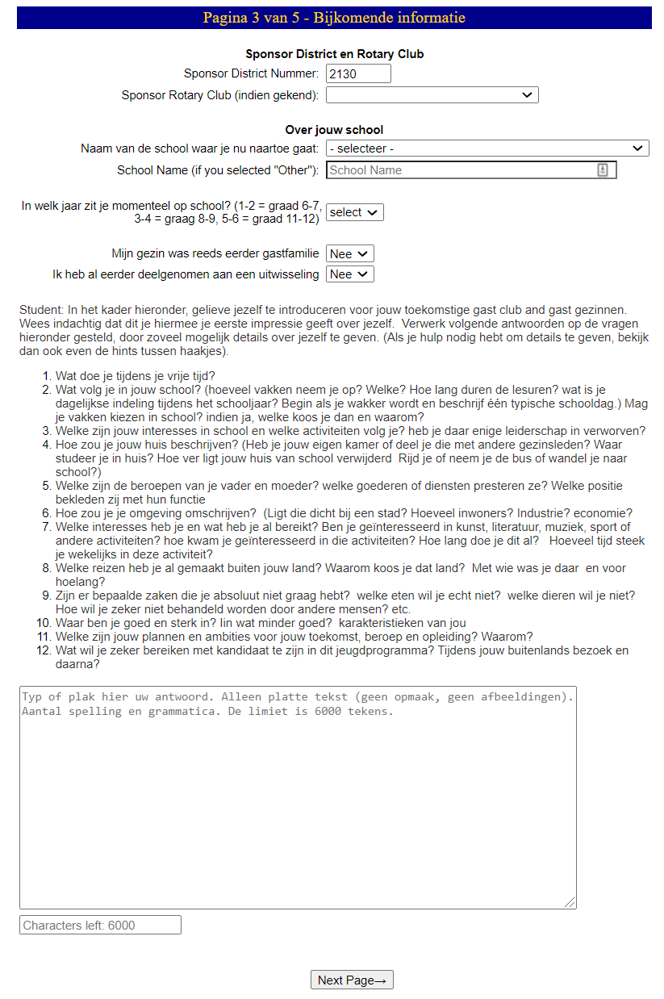 Pagina 3 van 5 - Bijkomende informatie
Sponsor District en Rotary Club
Sponsor District Nummer: 2130
Sponsor Rotary Club (indien gekend):
Over jouw school
Naam van de school waar je nu naartoe gaat: - selecteer -
School Name (if you selected "Other"): School Name
In welk jaar zit je momenteel op school? (1-2 = graad 6-7,
3-4 = graag 8-9, 5-6 = graad 11-12) select
Mijn gezin was reeds eerder gastfamilie Nee
Ik heb al eerder deelgenomen aan een uitwisseling Nee
Student: In het kader hieronder, gelieve jezelf te introduceren voor jouw toekomstige gast club and gast gezinnen.
Wees indachtig dat dit je hiermee je eerste impressie geeft over jezelf.  Verwerk volgende antwoorden op de vragen
hieronder gesteld, door zoveel mogelijk details over jezelf te geven. (Als je hulp nodig hebt om details te geven, bekijk
dan ook even de hints tussen haakjes).
1. Wat doe je tijdens je vrije tijd?
2. Wat volg je in jouw school? (hoeveel vakken neem je op? Welke? Hoe lang duren de lesuren? wat is je
dagelijkse indeling tijdens het schooljaar? Begin als je wakker wordt en beschrijf één typische schooldag.) Mag
je vakken kiezen in school? indien ja, welke koos je dan en waarom?
3. Welke zijn jouw interesses in school en welke activiteiten volg je? heb je daar enige leiderschap in verworven?
4. Hoe zou je jouw huis beschrijven? (Heb je jouw eigen kamer of deel je die met andere gezinsleden? Waar
studeer je in huis? Hoe ver ligt jouw huis van school verwijderd  Rijd je of neem je de bus of wandel je naar
school?)
5. Welke zijn de beroepen van je vader en moeder? welke goederen of diensten presteren ze? Welke positie
bekleden zij met hun functie
6. Hoe zou je je omgeving omschrijven?  (Ligt die dicht bij een stad? Hoeveel inwoners? Industrie? economie?
7. Welke interesses heb je en wat heb je al bereikt? Ben je geïnteresseerd in kunst, literatuur, muziek, sport of
andere activiteiten? hoe kwam je geïnteresseerd in die activiteiten? Hoe lang doe je dit al?   Hoeveel tijd steek
je wekelijks in deze activiteit?
8. Welke reizen heb je al gemaakt buiten jouw land? Waarom koos je dat land?  Met wie was je daar  en voor
hoelang?
9. Zijn er bepaalde zaken die je absoluut niet graag hebt?  welke eten wil je echt niet?  welke dieren wil je niet?
Hoe wil je zeker niet behandeld worden door andere mensen? etc.
10. Waar ben je goed en sterk in? Iin wat minder goed?  karakteristieken van jou
11. Welke zijn jouw plannen en ambities voor jouw toekomst, beroep en opleiding? Waarom?
12. Wat wil je zeker bereiken met kandidaat te zijn in dit jeugdprogramma? Tijdens jouw buitenlands bezoek en
daarna?
Typ of plak hier uw antwoord. Alleen platte tekst (geen opmaak, geen afbeeldingen).
Aantal spelling en grammatica. De limiet is 6000 tekens.
Characters left: 6000
Next Page→